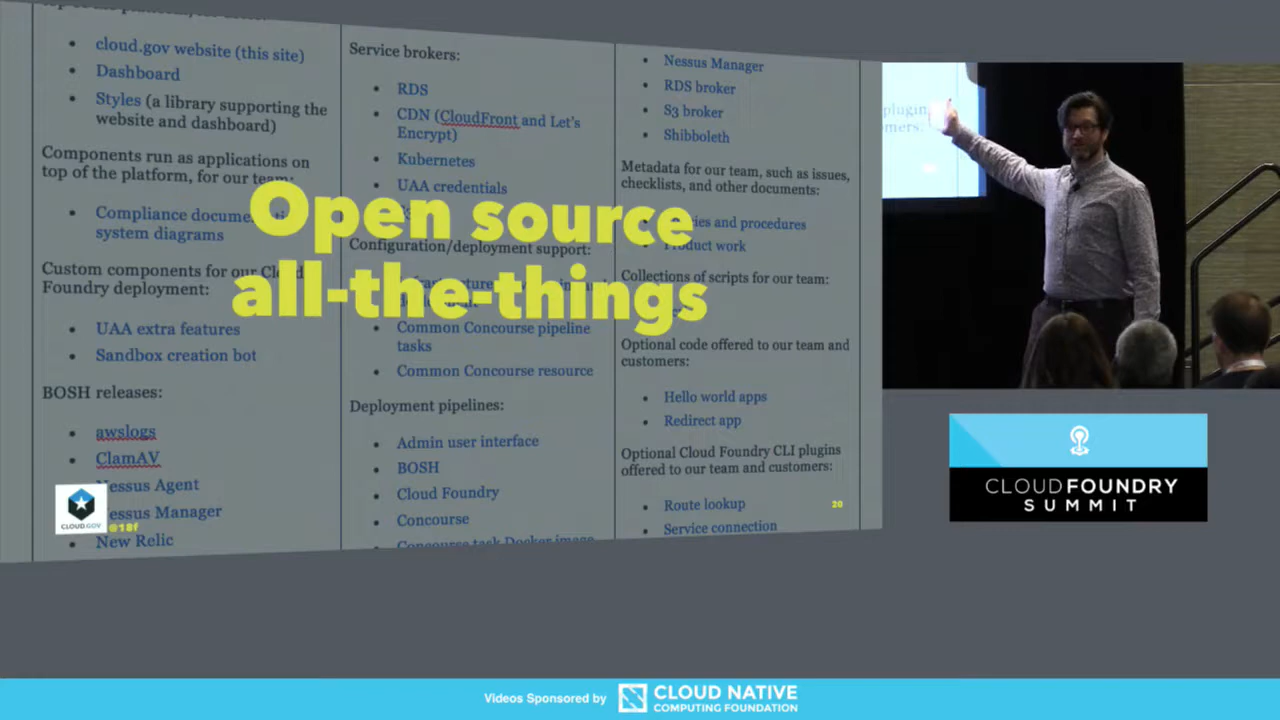 cloud.gov website (this site)
Dashboard
Styles (a library supporting the
website and dashboard)
Components run as applications on
top of the platform, for our team:
Compliance
system diagrams
Custom components for our Cloud
Foundry deployment:
UAA extra features
Sandbox creation bot
BOSH releases:
awslogs
ClamAV
Nessus Agent
Nessus Manager
New Relic
Service brokers:
RDS
CDN (CloudFront and Let's
Encrypt)
Kubernetes
UAA credentials
Configuration/deployment support:
Common Concourse pipeline
tasks
Common Concourse resource
Deployment pipelines:
Admin user interface
BOSH
Cloud Foundry
Concourse
Concourse task Docker image
Nessus Manager
RDS broker
S3 broker
Shibboleth
Metadata for our team, such as issues,
checklists, and other documents:
and procedures
Product work
Collections of scripts for our team:
Optional code offered to our team and
customers:
Hello world apps
Redirect app
Optional Cloud Foundry CLI plugins
offered to our team and customers:
Route lookup
Service connection
Open source
all-the-things
CLOUD.GOV
@18f
20
plugin
omers:
CLOUD FOUNDRY
SUMMIT
Videos Sponsored by
CLOUD NATIVE
COMPUTING FOUNDATION